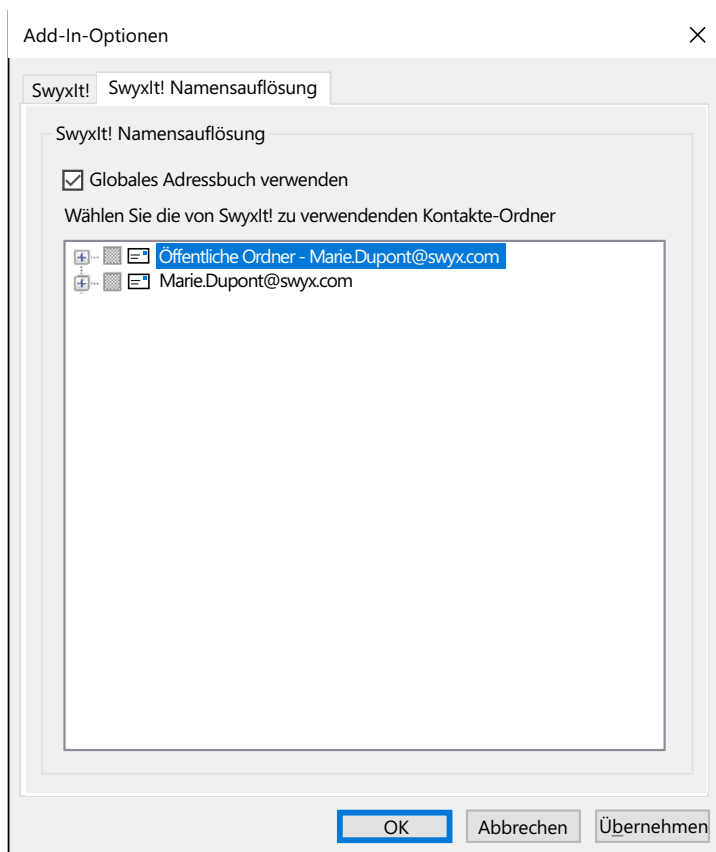 Add-In-Optionen
SwyxIt! SwyxIt! Namensauflösung
SwyxIt! Namensauflösung
Globales Adressbuch verwenden
Wählen Sie die von SwyxIt! zu verwendenden Kontakte-Ordner
Öffentliche Ordner - Marie.Dupont@swyx.com
Marie.Dupont@swyx.com
OK Abbrechen Übernehmen